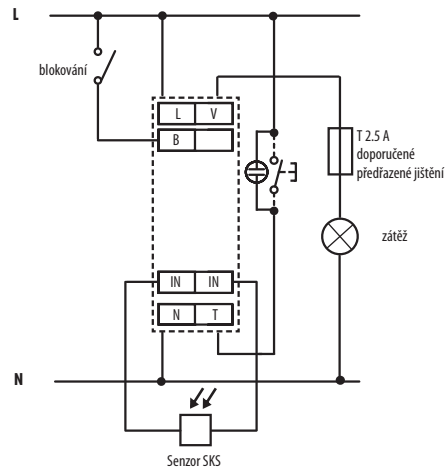 L
blokování
L V
B
T 2.5 A
doporučené
předřazené jištění
zátěž
IN IN
N T
N
Senzor SKS